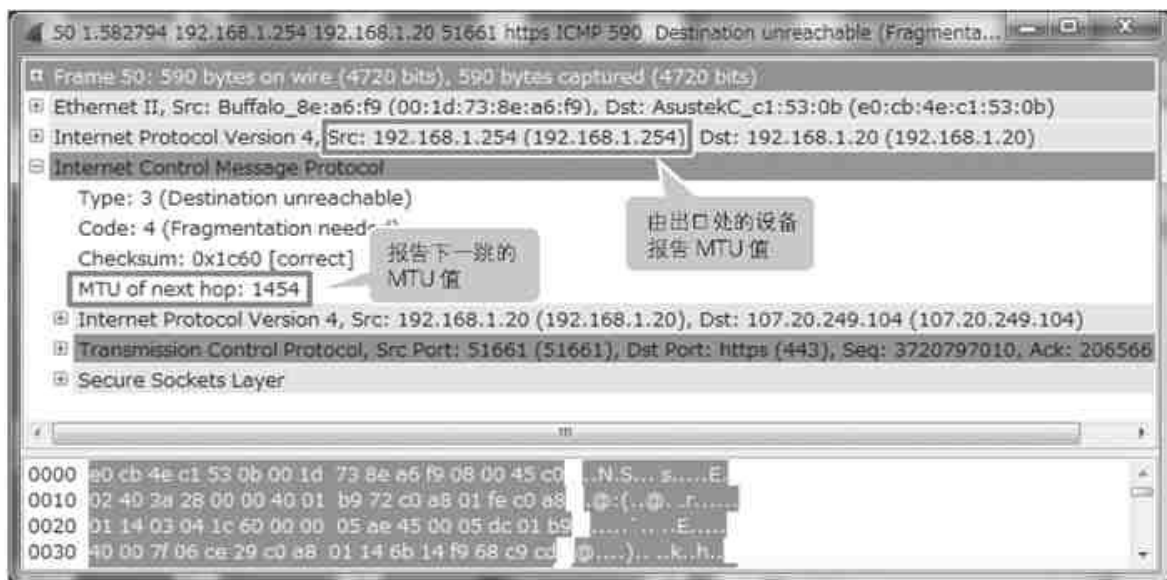 50 1.582794 192.168.1.254 192.168.1.20 51661 https ICMP 590 Destination unreachable (Fragmenta...
Frame 50: 590 bytes on wire (4720 bits), 590 bytes captured (4720 bits)
Ethernet II, Src: Buffalo_8e:a6:f9 (00:1d:73:8e:a6:f9), Dst: AsustekC_c1:53:0b (e0:cb:4e:c1:53:0b)
Internet Protocol Version 4, Src: 192.168.1.254 (192.168.1.254), Dst: 192.168.1.20 (192.168.1.20)
Internet Control Message Protocol
Type: 3 (Destination unreachable)
Code: 4 (Fragmentation needed)
由出口处的设备
报告 MTU 值
Checksum: 0x1c60 [correct]
报告下一跳的
MTU 值
MTU of next hop: 1454
Internet Protocol Version 4, Src: 192.168.1.20 (192.168.1.20), Dst: 107.20.249.104 (107.20.249.104)
Transmission Control Protocol, Src Port: 51661 (51661), Dst Port: https (443), Seq: 3720797010, Ack: 206566
Secure Sockets Layer
0000 e0 cb 4e c1 53 0b 00 1d 73 8e a6 f9 08 00 45 c0 ..N.S... s.....E.
0010 02 40 3a 28 00 00 40 01 b9 72 c0 a8 01 fe c0 a8 .@:(..@. .r......
0020 01 14 03 04 1c 60 00 00 05 ae 45 00 05 dc 01 b9 .....`.. ..E.....
0030 40 00 7f 06 ce 29 c0 a8 01 14 6b 14 f9 68 c9 cd @....).. ..k..h..